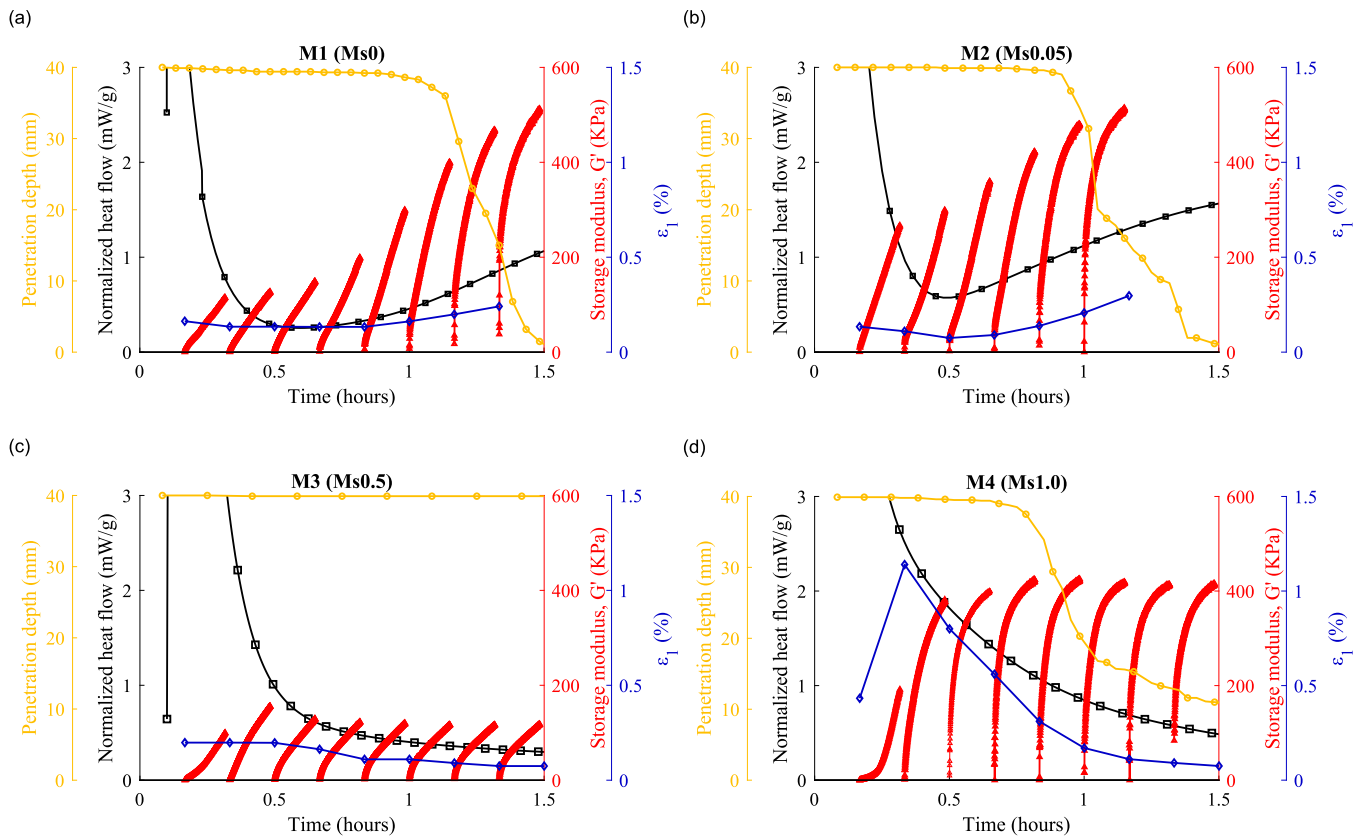 (a)
M1 (Ms0)
Penetration depth (mm)
40
30
20
10
0
Normalized heat flow (mW/g)
3
2
1
0
0 0.5 1 1.5
Time (hours)
Storage modulus, G' (KPa)
600
400
200
0
ε1 (%)
1.5
1
0.5
0
(b)
M2 (Ms0.05)
Penetration depth (mm)
40
30
20
10
0
Normalized heat flow (mW/g)
3
2
1
0
0 0.5 1 1.5
Time (hours)
Storage modulus, G' (KPa)
600
400
200
0
ε1 (%)
1.5
1
0.5
0
(c)
M3 (Ms0.5)
Penetration depth (mm)
40
30
20
10
0
Normalized heat flow (mW/g)
3
2
1
0
0 0.5 1 1.5
Time (hours)
Storage modulus, G' (KPa)
600
400
200
0
ε1 (%)
1.5
1
0.5
0
(d)
M4 (Ms1.0)
Penetration depth (mm)
40
30
20
10
0
Normalized heat flow (mW/g)
3
2
1
0
0 0.5 1 1.5
Time (hours)
Storage modulus, G' (KPa)
600
400
200
0
ε1 (%)
1.5
1
0.5
0